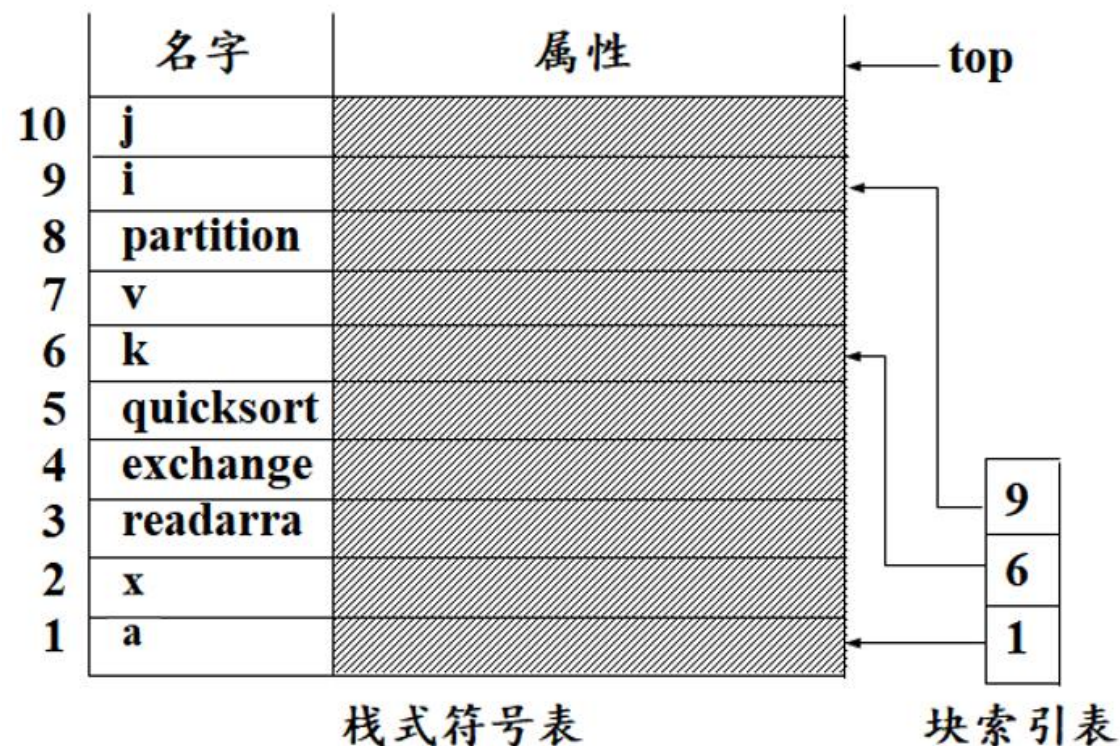 名字 属性 top
10 j
9 i
8 partition
7 v
6 k
5 quicksort
4 exchange
3 readarra
2 x
1 a
9
6
1
栈式符号表 块索引表